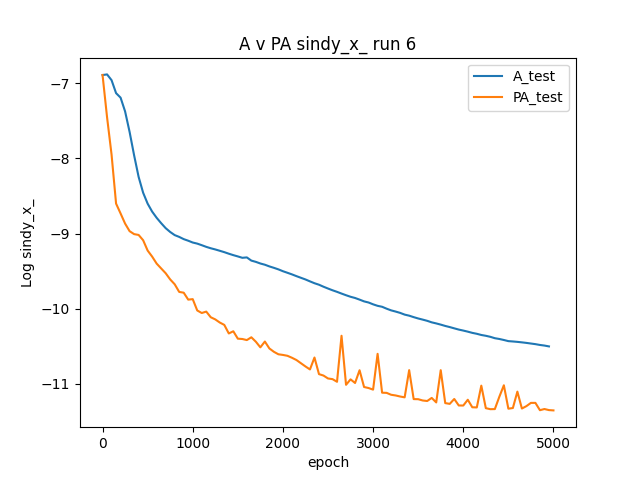 A v PA sindy_x_ run 6
A_test
PA_test
Log sindy_x_
−7
−8
−9
−10
−11
0
1000
2000
3000
4000
5000
epoch